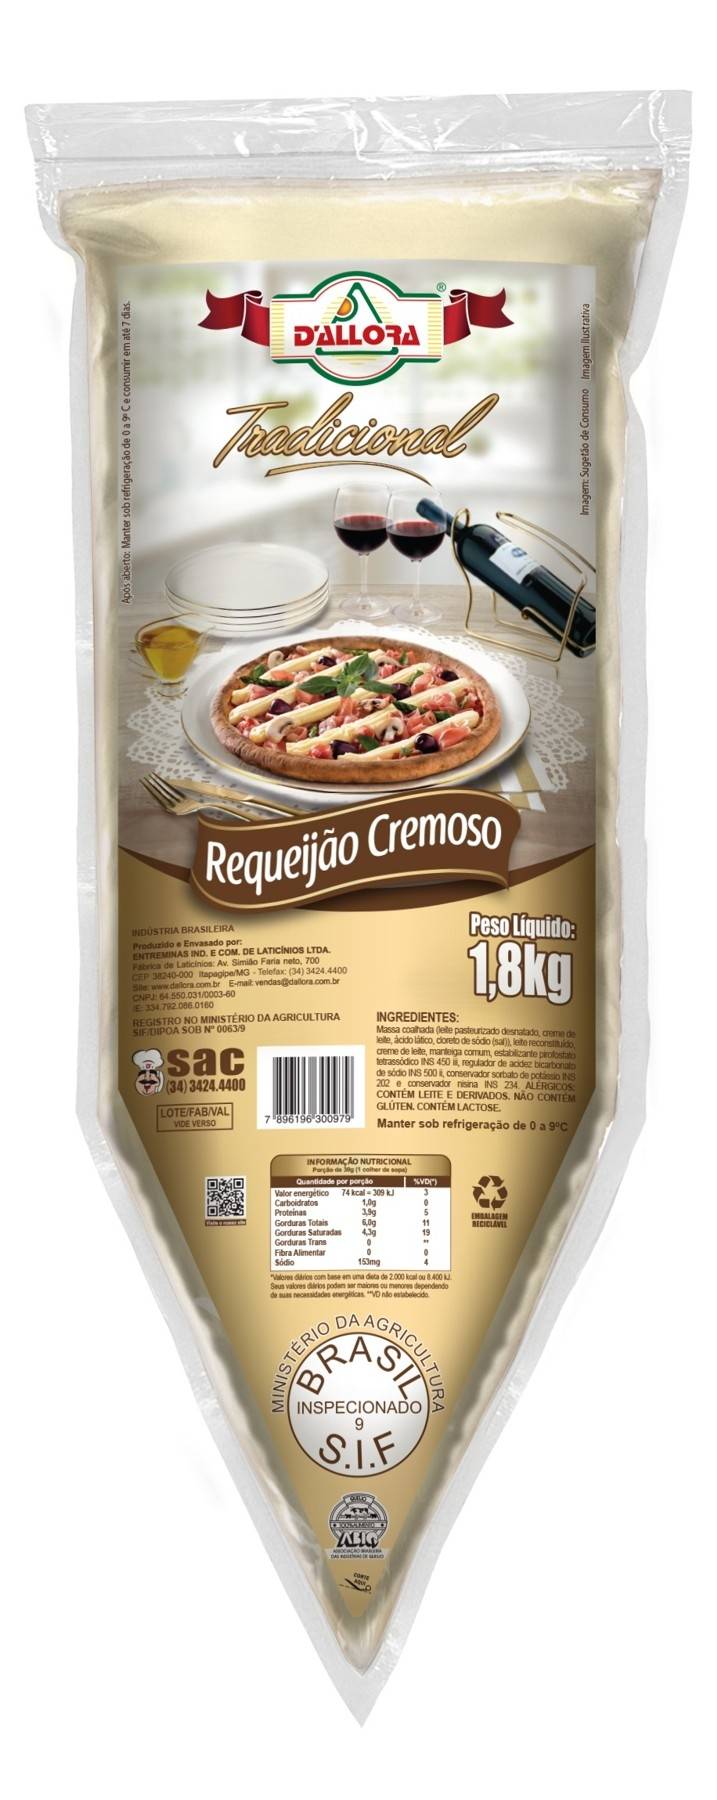 D'ALLORA
®
Tradicional
Após aberto: Manter sob refrigeração de 0 a 9º C e consumir em até 7 dias.
Imagem: Sugetão de Consumo Imagem Ilustrativa
Requeijão Cremoso
INDÚSTRIA BRASILEIRA
Produzido e Envasado por:
ENTREMINAS IND. E COM. DE LATICÍNIOS LTDA.
Fábrica de Laticínios: Av. Simião Faria neto, 700
CEP 38240-000 Itapagipe/MG - Telefax: (34) 3424.4400
Site: www.dallora.com.br E-mail: vendas@dallora.com.br
CNPJ: 64.550.031/0003-60
IE: 334.792.086.0160
REGISTRO NO MINISTÉRIO DA AGRICULTURA
SIF/DIPOA SOB Nº 0063/9
Peso Líquido:
1,8kg
INGREDIENTES:
Massa coalhada (leite pasteurizado desnatado, creme de
leite, ácido lático, cloreto de sódio (sal)), leite reconstituído,
creme de leite, manteiga comum, estabilizante pirofosfato
tetrassódico INS 450 iii, regulador de acidez bicarbonato
de sódio INS 500 ii, conservador sorbato de potássio INS
202 e conservador nisina INS 234. ALÉRGICOS:
CONTÉM LEITE E DERIVADOS. NÃO CONTÉM
GLÚTEN. CONTÉM LACTOSE.
Manter sob refrigeração de 0 a 9ºC
sac
(34) 3424.4400
LOTE/FAB/VAL
VIDE VERSO
7 896196 300979
INFORMAÇÃO NUTRICIONAL
Porção de 30g (1 colher de sopa)
Quantidade por porção %VD(*)
Valor energético 74 kcal = 309 kJ 3
Carboidratos 1,0g 0
Proteínas 3,9g 5
Gorduras Totais 6,0g 11
Gorduras Saturadas 4,3g 19
Gorduras Trans 0 **
Fibra Alimentar 0 0
Sódio 153mg 4
*Valores diários com base em uma dieta de 2.000 kcal ou 8.400 kJ.
Seus valores diários podem ser maiores ou menores dependendo
de suas necessidades energéticas. **VD não estabelecido.
Visite o nosso site
EMBALAGEM
RECICLÁVEL
MINISTÉRIO DA AGRICULTURA
BRASIL
INSPECIONADO
9
S.I.F
QUEIJO
ABIQ
ASSOCIAÇÃO BRASILEIRA
DAS INDÚSTRIAS DE QUEIJO
CORTE
AQUI